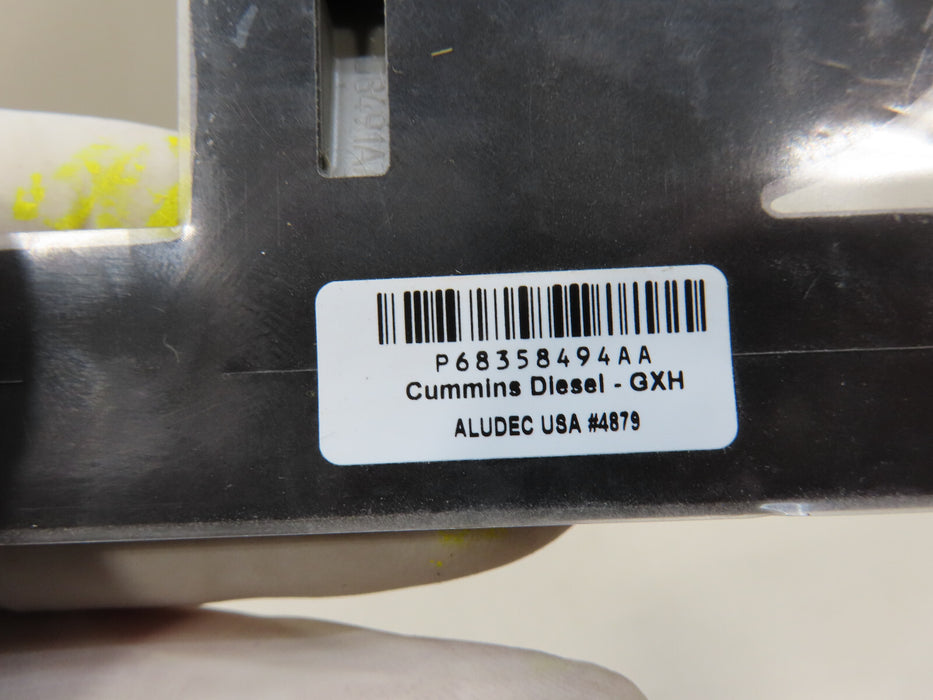 P68358494AA
Cummins Diesel - GXH
ALUDEC USA #4879